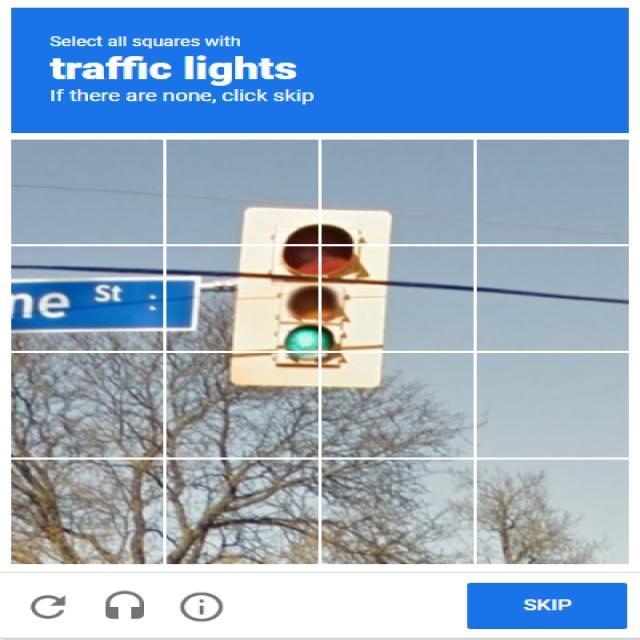 Select all squares with
traffic lights
If there are none, click skip
ne St :
SKIP